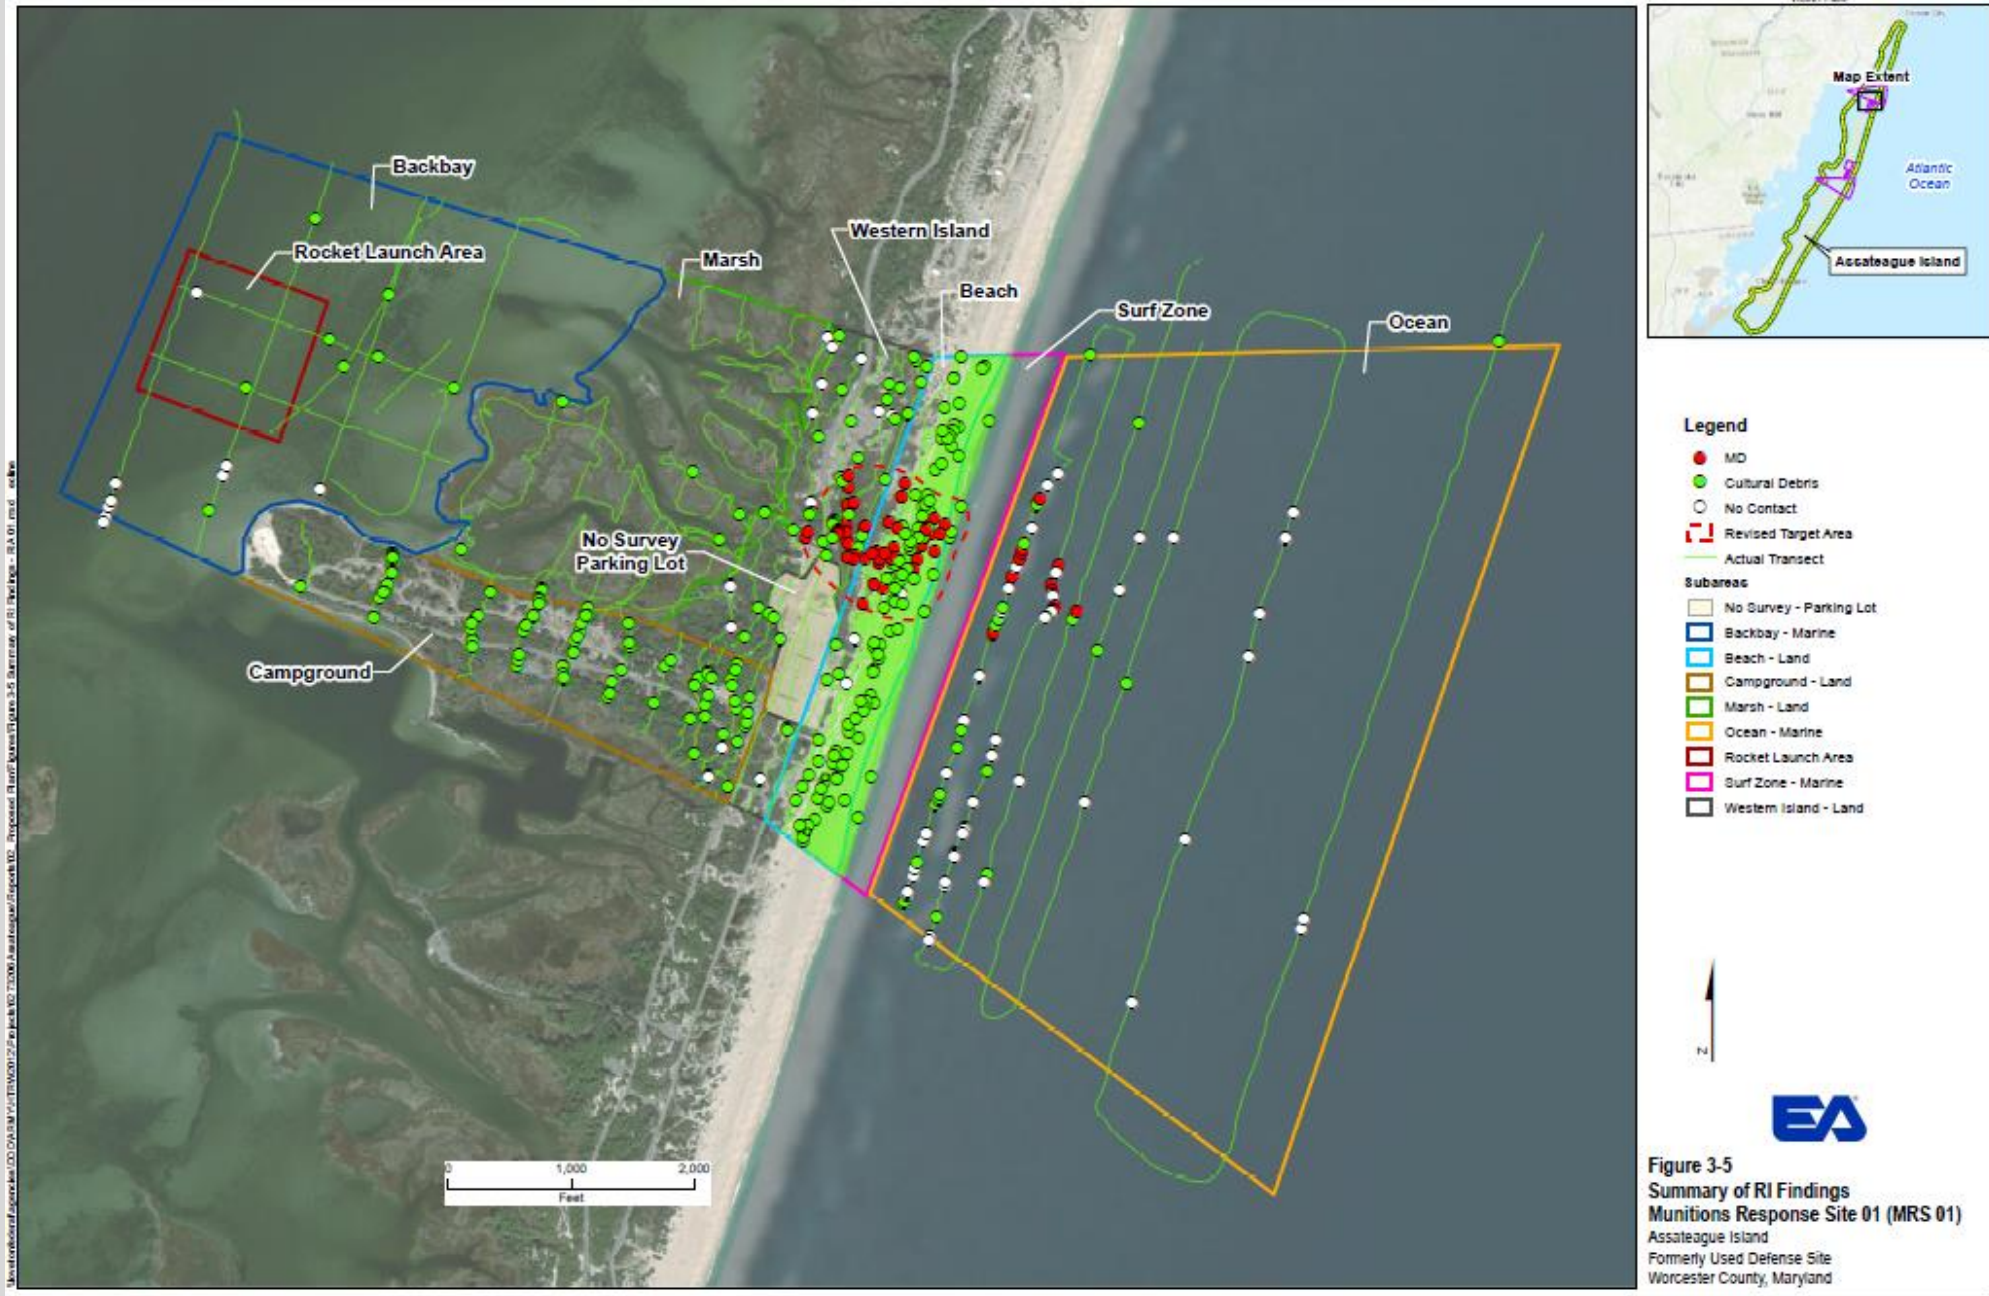 Backbay
Rocket Launch Area
Marsh
Western Island
Beach
Surf Zone
Ocean
No Survey
Parking Lot
Campground
0 1,000 2,000
Feet
Map Extent
Atlantic
Ocean
Assateague Island
Legend
MD
Cultural Debris
No Contact
Revised Target Area
Actual Transect
Subareas
No Survey - Parking Lot
Backbay - Marine
Beach - Land
Campground - Land
Marsh - Land
Ocean - Marine
Rocket Launch Area
Surf Zone - Marine
Western Island - Land
Z
EA
Figure 3-5
Summary of RI Findings
Munitions Response Site 01 (MRS 01)
Assateague Island
Formerly Used Defense Site
Worcester County, Maryland